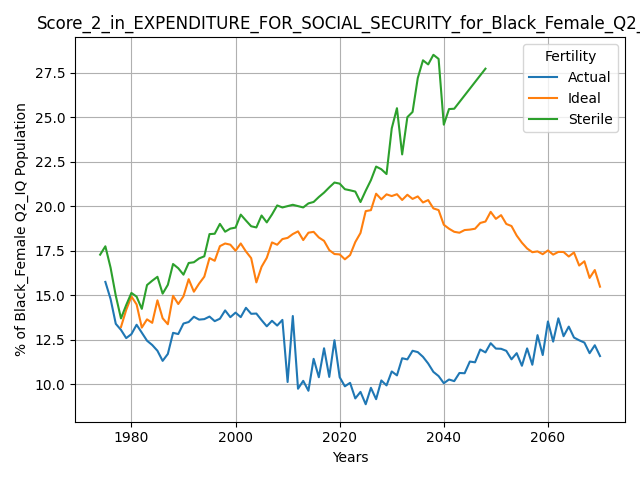 Score_2_in_EXPENDITURE_FOR_SOCIAL_SECURITY_for_Black_Female_Q2_
Fertility
Actual
Ideal
Sterile
% of Black_Female Q2_IQ Population
27.5
25.0
22.5
20.0
17.5
15.0
12.5
10.0
1980 2000 2020 2040 2060
Years